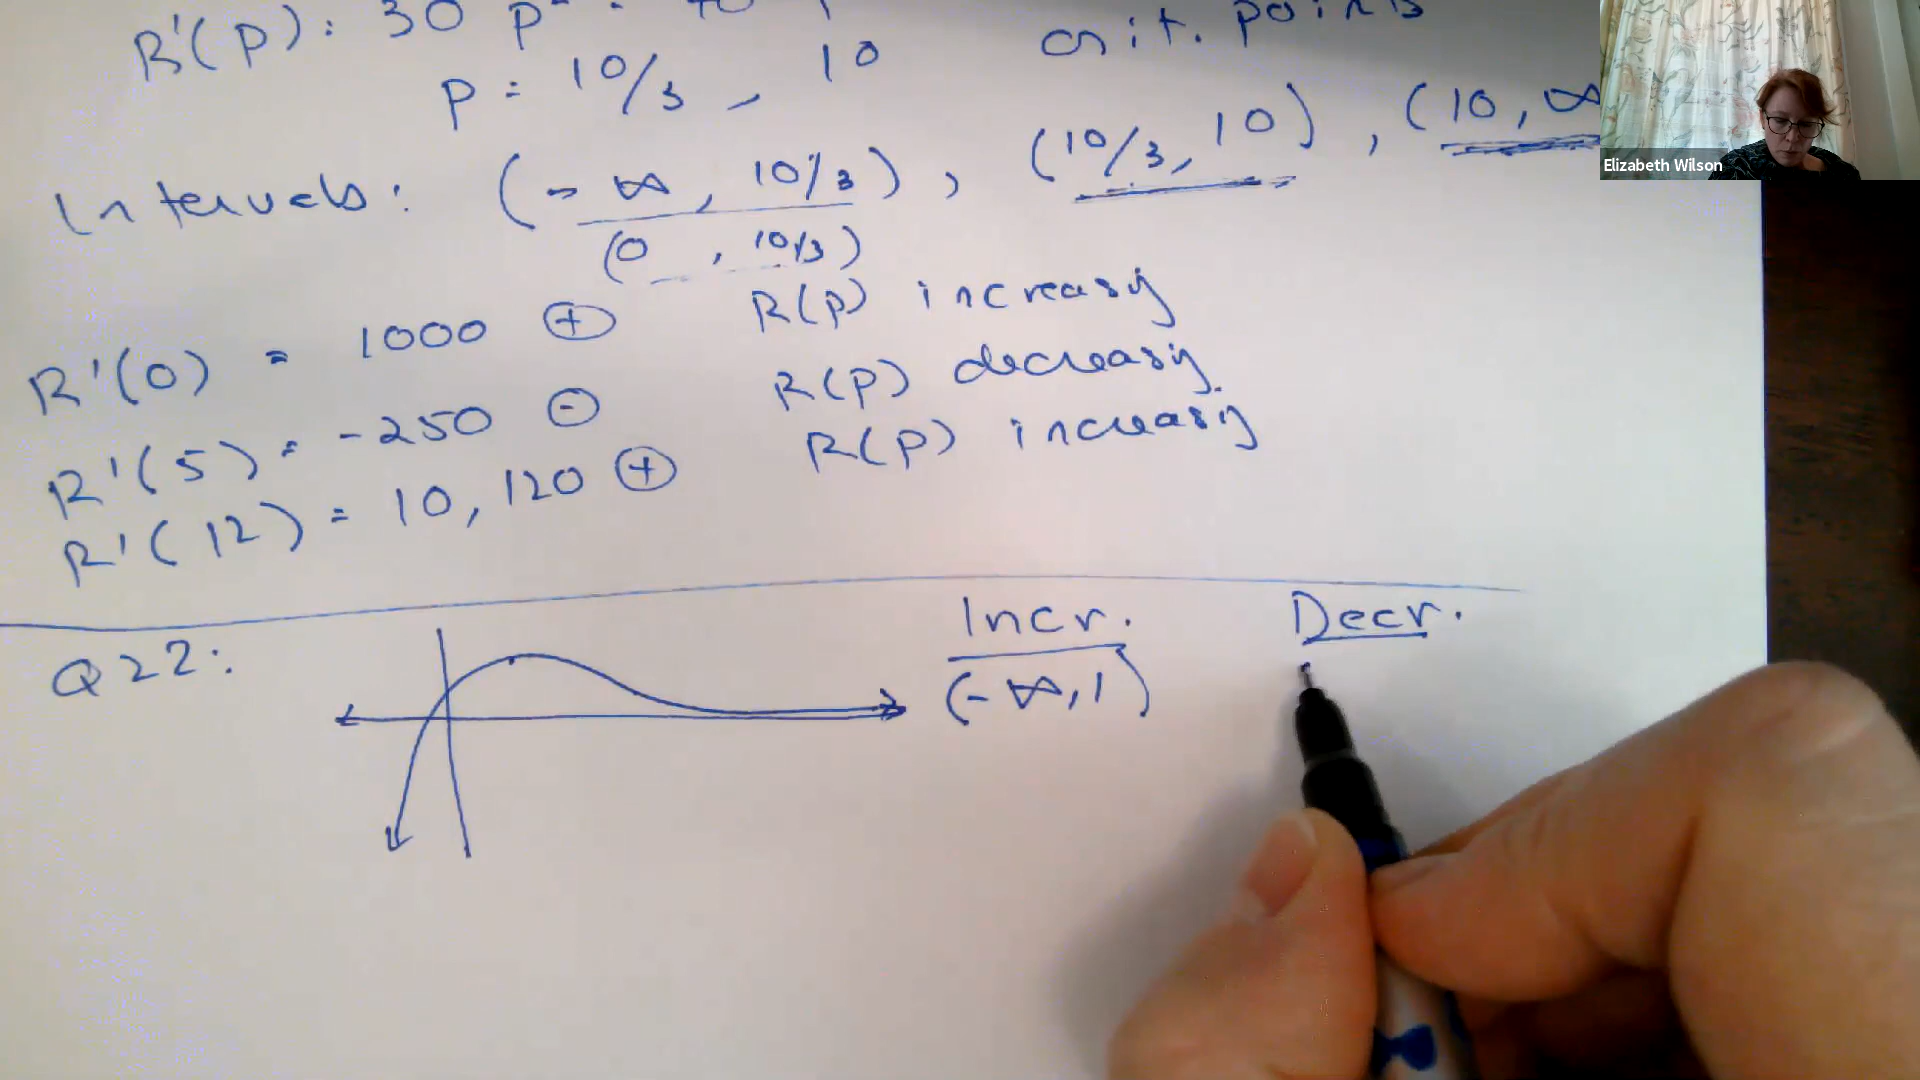 R'(p): 30 p²
crit. points
p = 10/3, 10
Intervals: (-∞, 10/3), (10/3, 10), (10, ∞
(0, 10/3)
R'(0) = 1000 ⊕ R(p) increasing
R'(5) = -250 ⊖ R(p) decreasing
R'(12) = 10,120 ⊕ R(p) increasing
Q22: Incr. Decr.
(-∞, 1)
Elizabeth Wilson